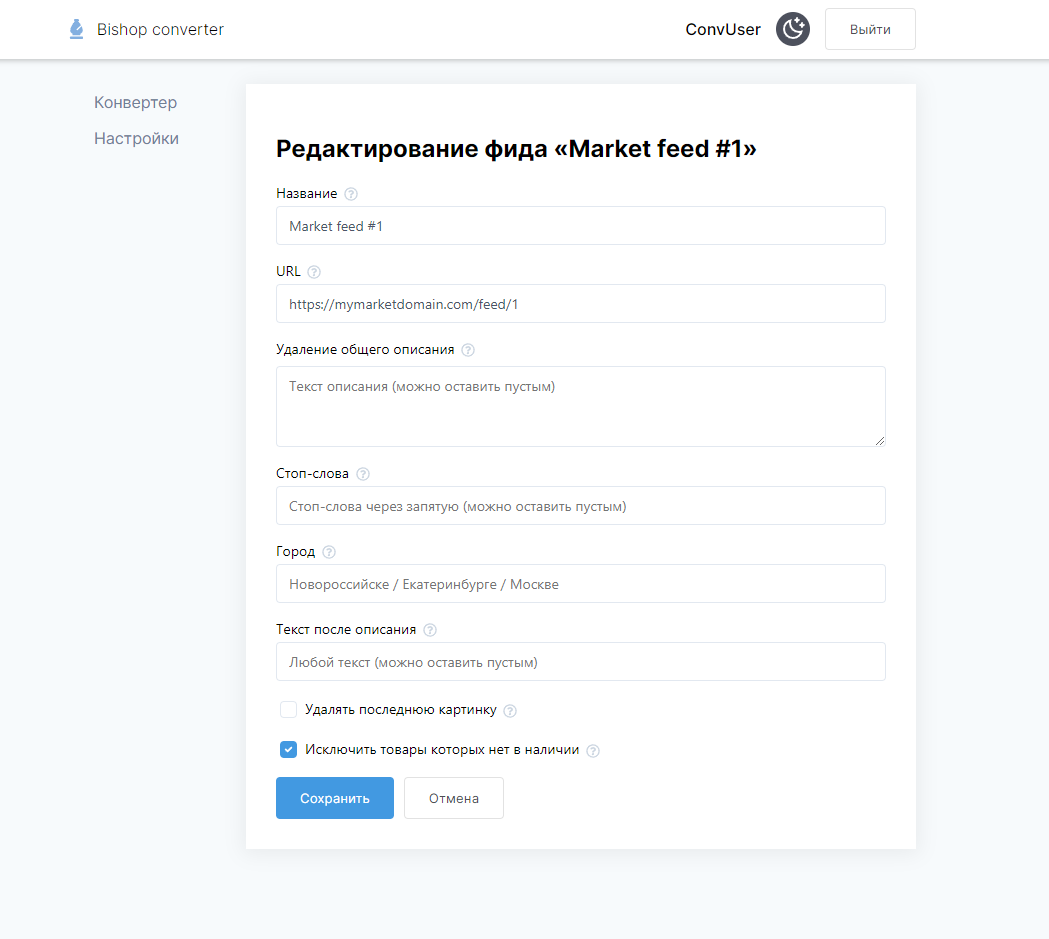 Bishop converter
ConvUser
Выйти
Конвертер
Настройки
Редактирование фида «Market feed #1»
Название ?
Market feed #1
URL ?
https://mymarketdomain.com/feed/1
Удаление общего описания ?
Текст описания (можно оставить пустым)
Стоп-слова ?
Стоп-слова через запятую (можно оставить пустым)
Город ?
Новороссийске / Екатеринбурге / Москве
Текст после описания ?
Любой текст (можно оставить пустым)
Удалять последнюю картинку ?
Исключить товары которых нет в наличии ?
Сохранить
Отмена